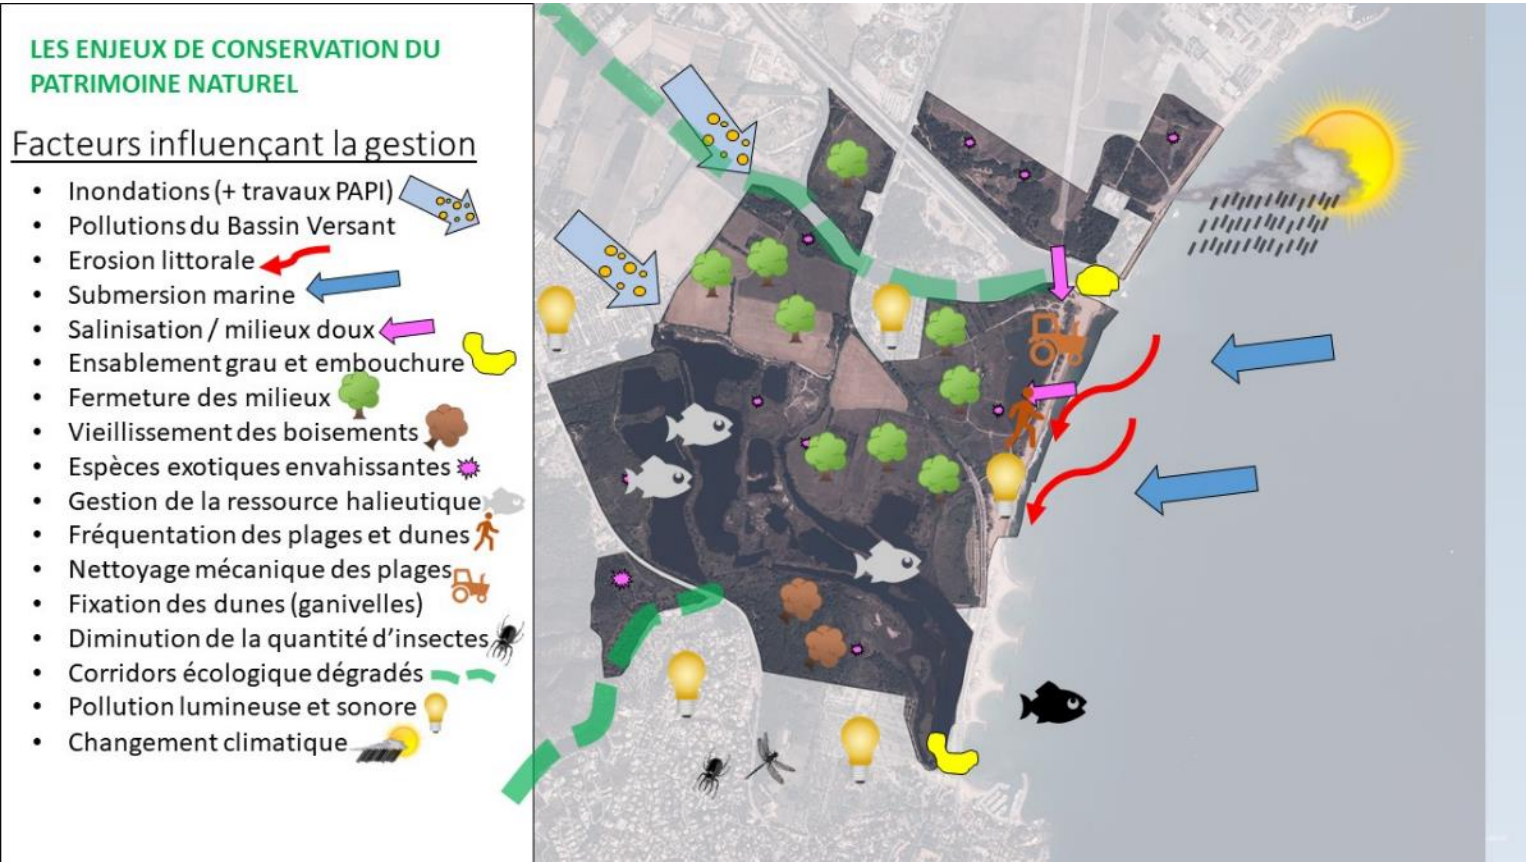 LES ENJEUX DE CONSERVATION DU
PATRIMOINE NATUREL
Facteurs influençant la gestion
• Inondations (+ travaux PAPI)
• Pollutions du Bassin Versant
• Erosion littorale
• Submersion marine
• Salinisation / milieux doux
• Ensablement grau et embouchure
• Fermeture des milieux
• Vieillissement des boisements
• Espèces exotiques envahissantes
• Gestion de la ressource halieutique
• Fréquentation des plages et dunes
• Nettoyage mécanique des plages
• Fixation des dunes (ganivelles)
• Diminution de la quantité d'insectes
• Corridors écologique dégradés
• Pollution lumineuse et sonore
• Changement climatique